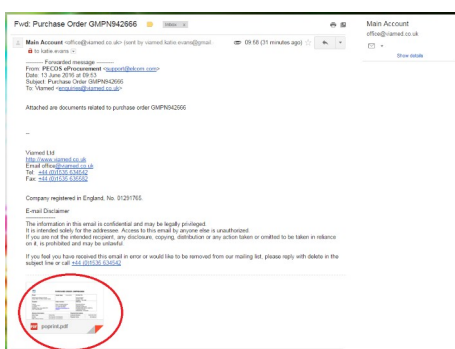 Fwd: Purchase Order GMPN942666
Inbox x
Main Account
office@viamed.co.uk
Show details
Main Account <office@viamed.co.uk> (sent by viamed.katie.evans@gmail
09:58 (31 minutes ago)
to katie.evans
---------- Forwarded message ----------
From: PECOS eProcurement <support@elcom.com>
Date: 13 June 2016 at 09:53
Subject: Purchase Order GMPN942666
To: Viamed <enquiries@viamed.co.uk>
Attached are documents related to purchase order GMPN942666
--
Viamed Ltd
http://www.viamed.co.uk
Email office@viamed.co.uk
Tel: +44 (0)1535 634542
Fax: +44 (0)1535 635582
Company registered in England, No. 01291765.
E-mail Disclaimer
The information in this email is confidential and may be legally privileged.
It is intended solely for the addressee. Access to this email by anyone else is unauthorized.
If you are not the intended recipient, any disclosure, copying, distribution or any action taken or omitted to be taken in reliance
on it, is prohibited and may be unlawful.
If you feel you have received this email in error or would like to be removed from our mailing list, please reply with delete in the
subject line or call +44 (0)1535 634542
poprint.pdf